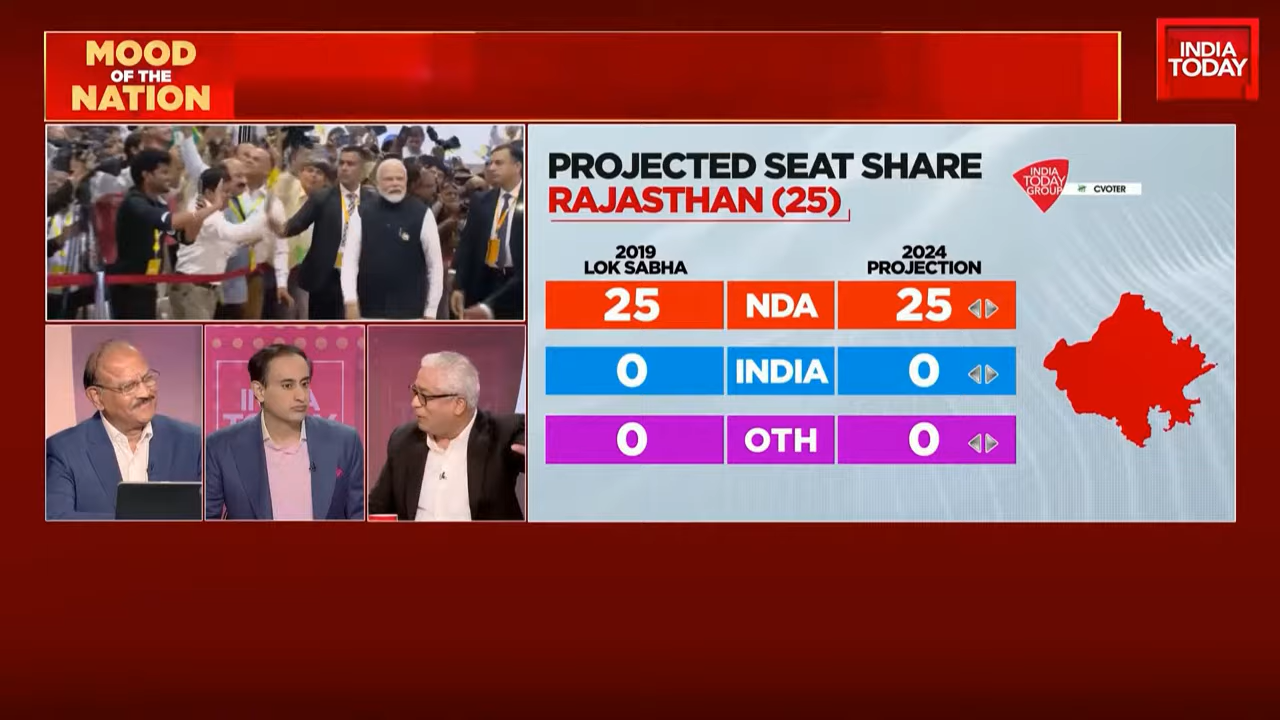 MOOD
OF THE
NATION
INDIA
TODAY
PROJECTED SEAT SHARE
RAJASTHAN (25)
INDIA
TODAY
GROUP
CVOTER
2019
LOK SABHA
2024
PROJECTION
25 NDA 25
0 INDIA 0
0 OTH 0